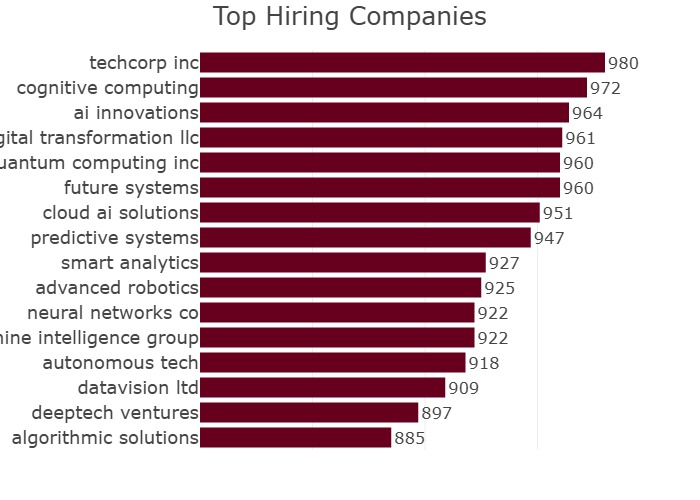 Top Hiring Companies
techcorp inc 980
cognitive computing 972
ai innovations 964
gital transformation llc 961
uantum computing inc 960
future systems 960
cloud ai solutions 951
predictive systems 947
smart analytics 927
advanced robotics 925
neural networks co 922
hine intelligence group 922
autonomous tech 918
datavision ltd 909
deeptech ventures 897
algorithmic solutions 885